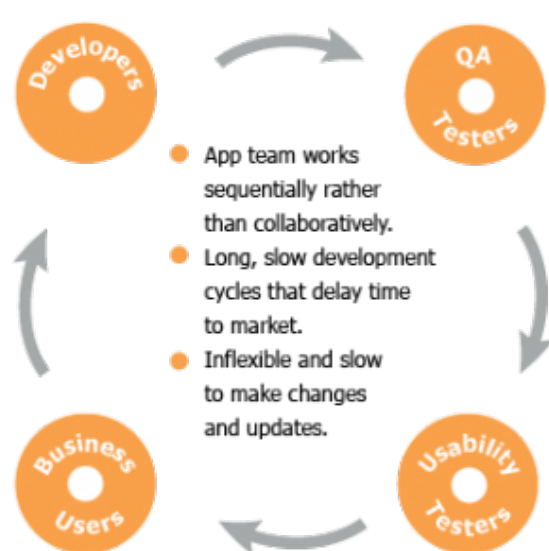 Developers
QA
Testers
App team works
sequentially rather
than collaboratively.
Long, slow development
cycles that delay time
to market.
Inflexible and slow
to make changes
and updates.
Business
Users
Usability
Testers